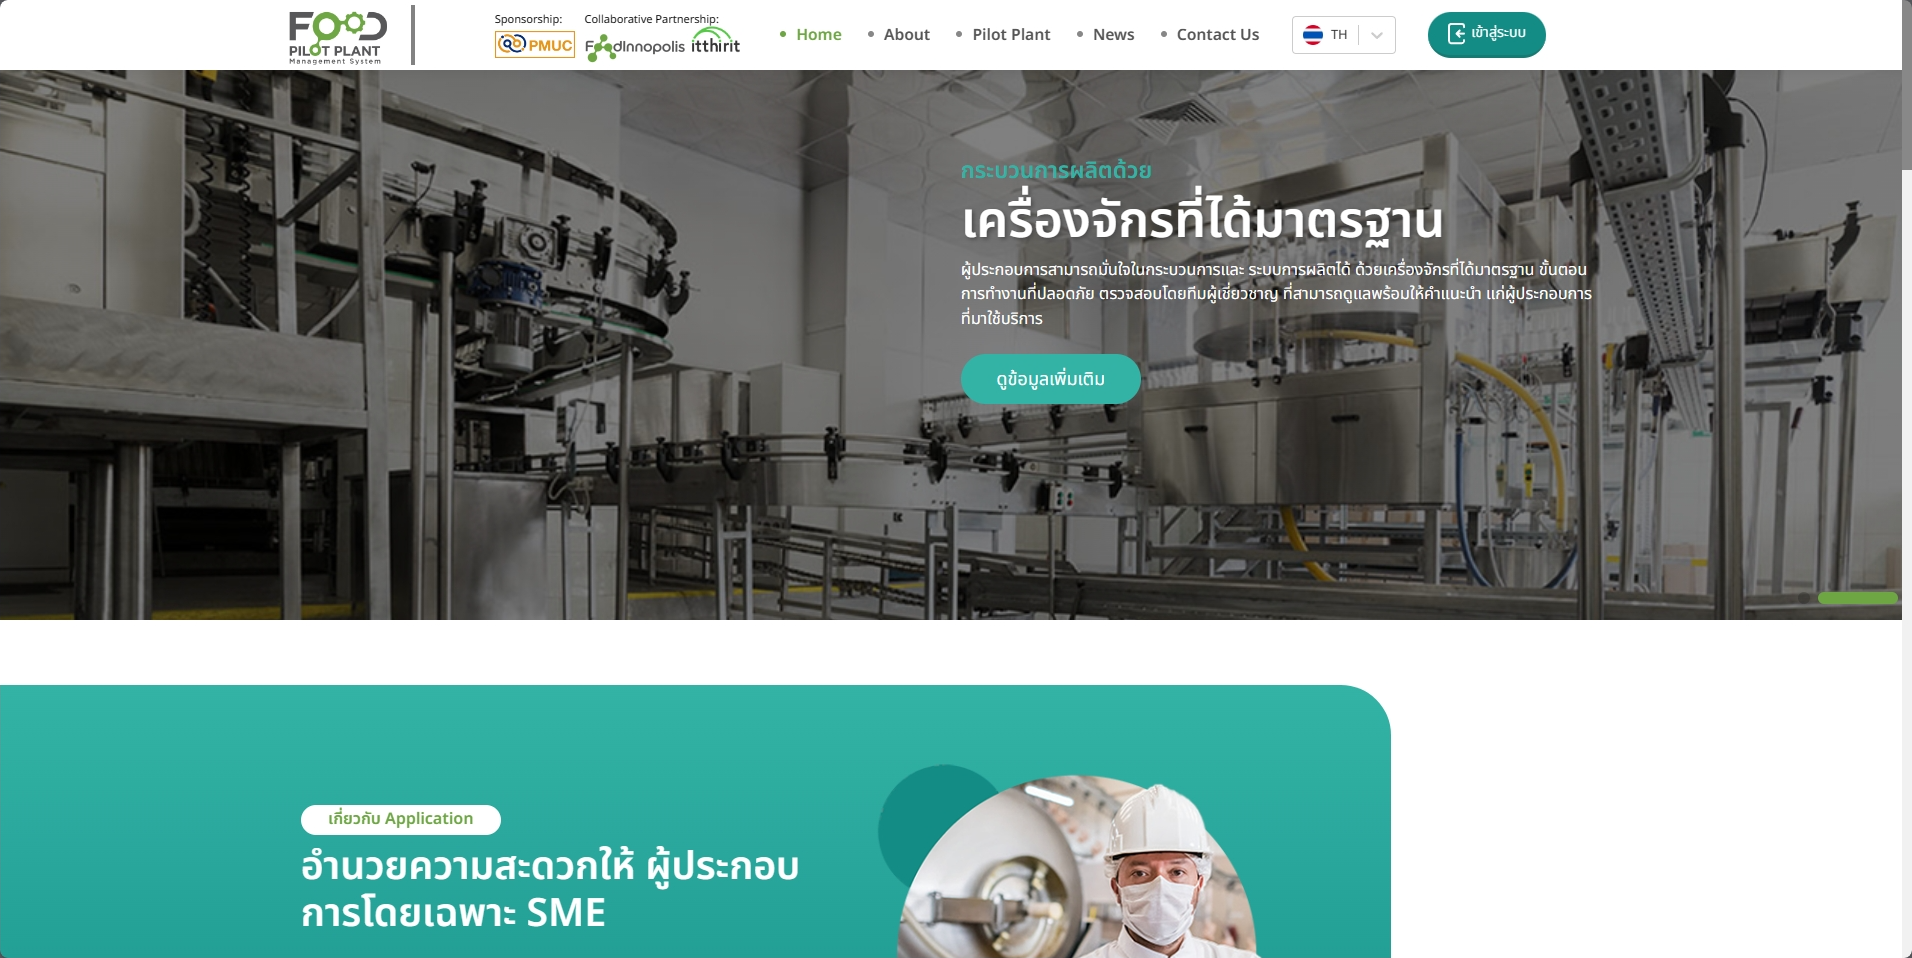 FOOD
PILOT PLANT
Management System
Sponsorship:
PMUC
Collaborative Partnership:
FoodInnopolis
itthirit
Home
About
Pilot Plant
News
Contact Us
TH
เข้าสู่ระบบ
กระบวนการผลิตด้วย
เครื่องจักรที่ได้มาตรฐาน
ผู้ประกอบการสามารถมั่นใจในกระบวนการและ ระบบการผลิตได้ ด้วยเครื่องจักรที่ได้มาตรฐาน ขั้นตอน
การทำงานที่ปลอดภัย ตรวจสอบโดยทีมผู้เชี่ยวชาญ ที่สามารถดูแลพร้อมให้คำแนะนำ แก่ผู้ประกอบการ
ที่มาใช้บริการ
ดูข้อมูลเพิ่มเติม
เกี่ยวกับ Application
อำนวยความสะดวกให้ ผู้ประกอบ
การโดยเฉพาะ SME